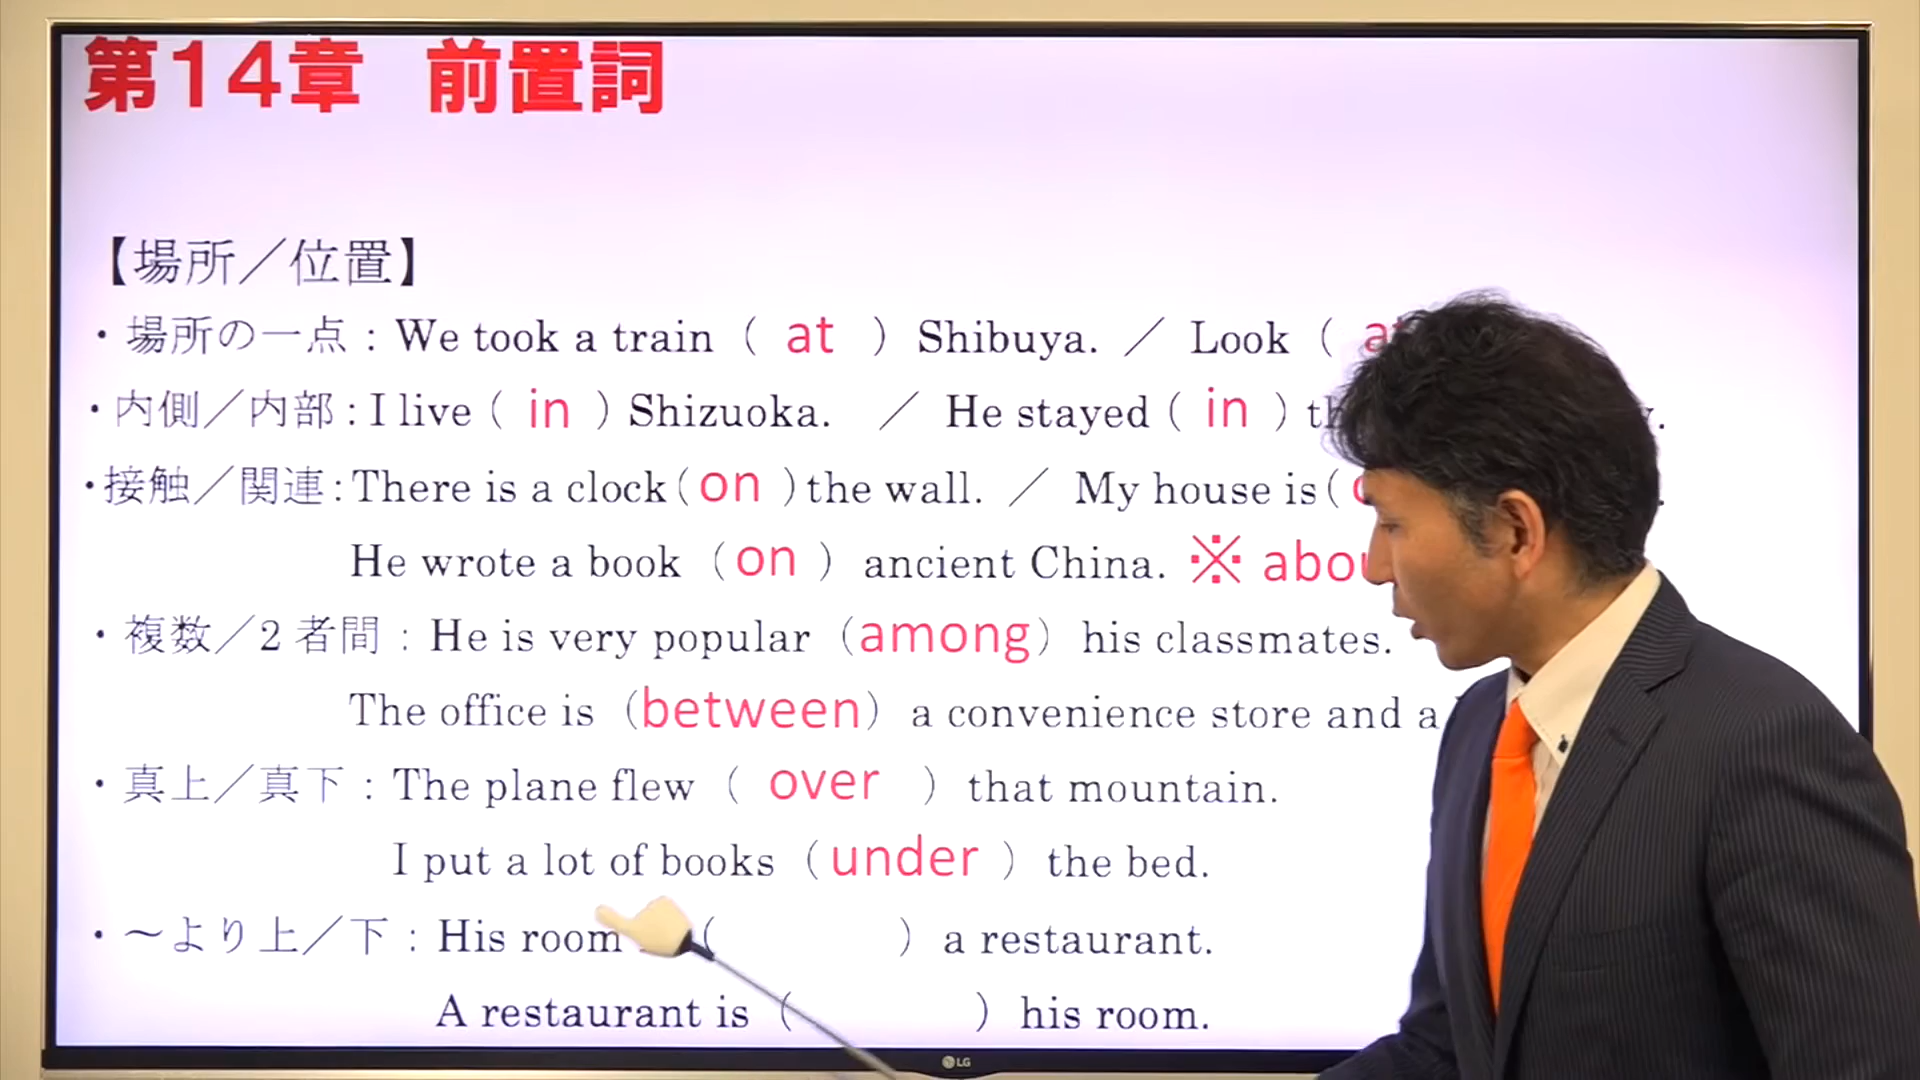 第14章 前置詞
【場所／位置】
・場所の一点：We took a train（ at ）Shibuya. ／ Look（
・内側／内部：I live（ in ）Shizuoka. ／ He stayed（ in ）
・接触／関連：There is a clock（on ）the wall. ／ My house is（
He wrote a book （on ） ancient China. ※
・複数／2者間：He is very popular （among） his classmates.
The office is （between） a convenience store and a
・真上／真下：The plane flew （ over ） that mountain.
I put a lot of books （under ） the bed.
・～より上／下：His room （ ） a restaurant.
A restaurant is （ ） his room.
LG